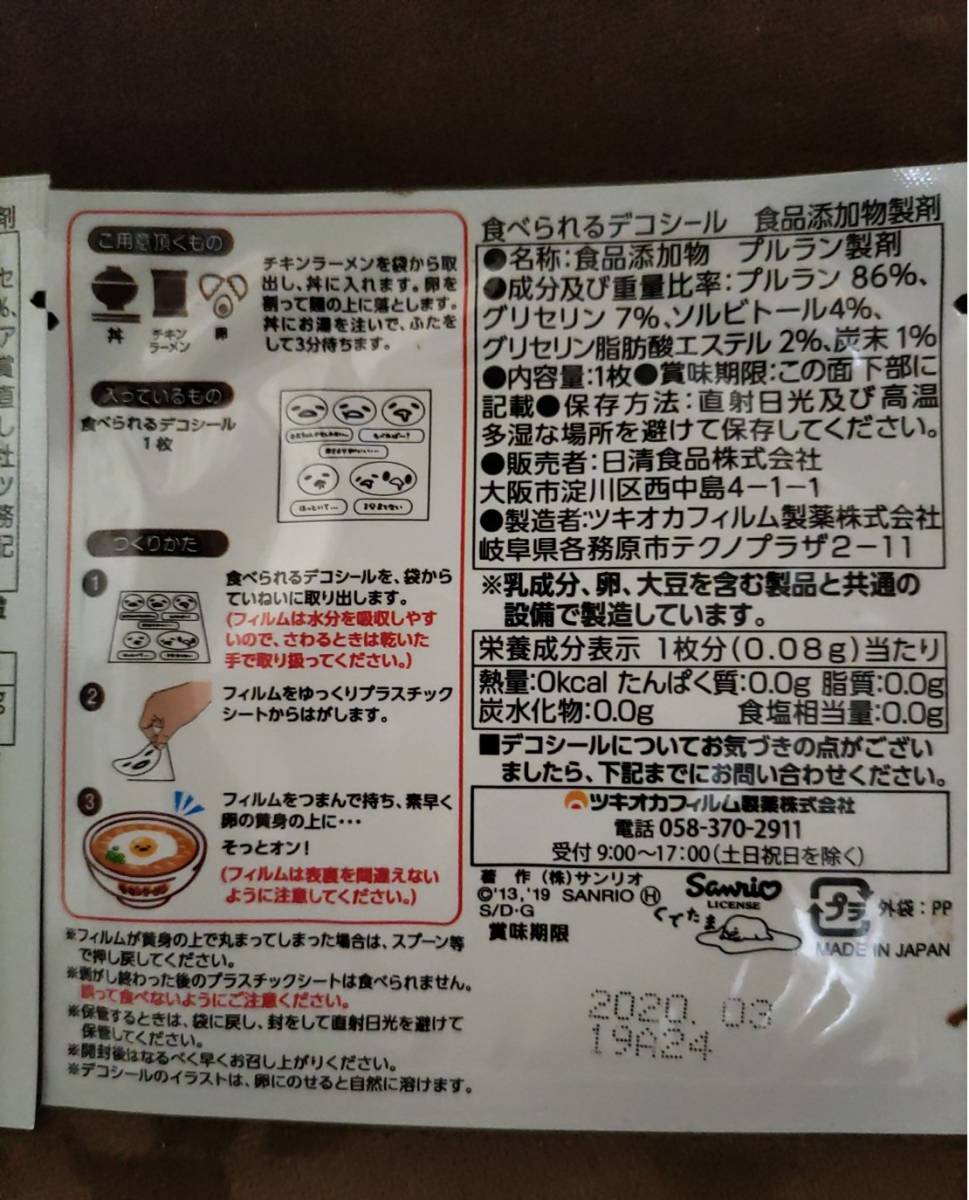 ご用意頂くもの
丼
チキン
ラーメン
卵
チキンラーメンを袋から取
出し、丼に入れます。卵を
割って麺の上に落とします。
丼にお湯を注いで、ふたを
して3分待ちます。
入っているもの
食べられるデコシール
1枚
つくりかた
1
食べられるデコシールを、袋から
ていねいに取り出します。
(フィルムは水分を吸収しやす
いので、さわるときは乾いた
手で取り扱ってください。)
2
フィルムをゆっくりプラスチック
シートからはがします。
3
フィルムをつまんで持ち、素早く
卵の黄身の上に・・・
そっとオン!
(フィルムは表裏を間違えない
ように注意してください。)
※フィルムが黄身の上で丸まってしまった場合は、スプーン等
で押し戻してください。
※剥がし終わった後のプラスチックシートは食べられません。
誤って食べないようにご注意ください。
※保管するときは、袋に戻し、封をして直射日光を避けて
保管してください。
※開封後はなるべく早くお召し上がりください。
※デコシールのイラストは、卵にのせると自然に溶けます。
食べられるデコシール 食品添加物製剤
●名称:食品添加物 プルラン製剤
●成分及び重量比率:プルラン 86%、
グリセリン 7%、ソルビトール4%、
グリセリン脂肪酸エステル 2%、炭末 1%
●内容量:1枚●賞味期限:この面下部に
記載●保存方法:直射日光及び高温
多湿な場所を避けて保存してください。
●販売者:日清食品株式会社
大阪市淀川区西中島4-1-1
●製造者:ツキオカフィルム製薬株式会社
岐阜県各務原市テクノプラザ2-11
※乳成分、卵、大豆を含む製品と共通の
設備で製造しています。
栄養成分表示 1枚分(0.08g)当たり
熱量:0kcal たんぱく質:0.0g 脂質:0.0g
炭水化物:0.0g 食塩相当量:0.0g
■デコシールについてお気づきの点がござい
ましたら、下記までにお問い合わせください。
ツキオカフィルム製薬株式会社
電話 058-370-2911
受付 9:00~17:00(土日祝日を除く)
著 作 (株)サンリオ
©'13,'19 SANRIO Ⓗ
S/D・G
Sanrio
LICENSE
ぐでたま
プラ
外袋:PP
MADE IN JAPAN
賞味期限
2020. 03
19A24